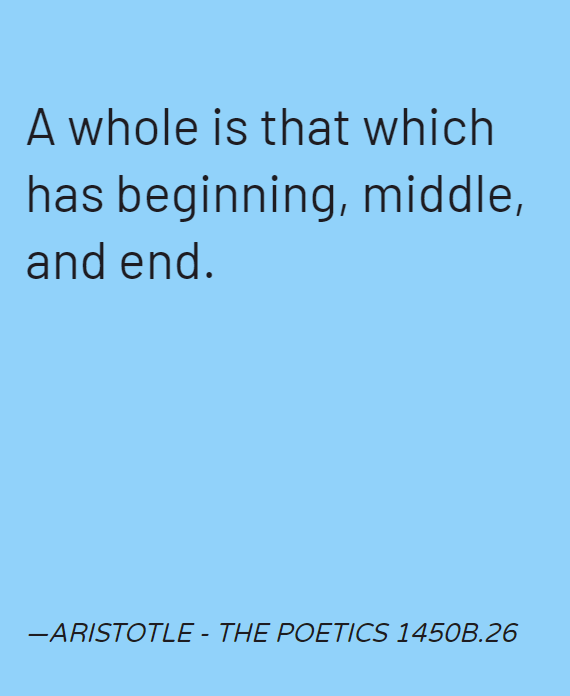 A whole is that which
has beginning, middle,
and end.
—ARISTOTLE - THE POETICS 1450B.26